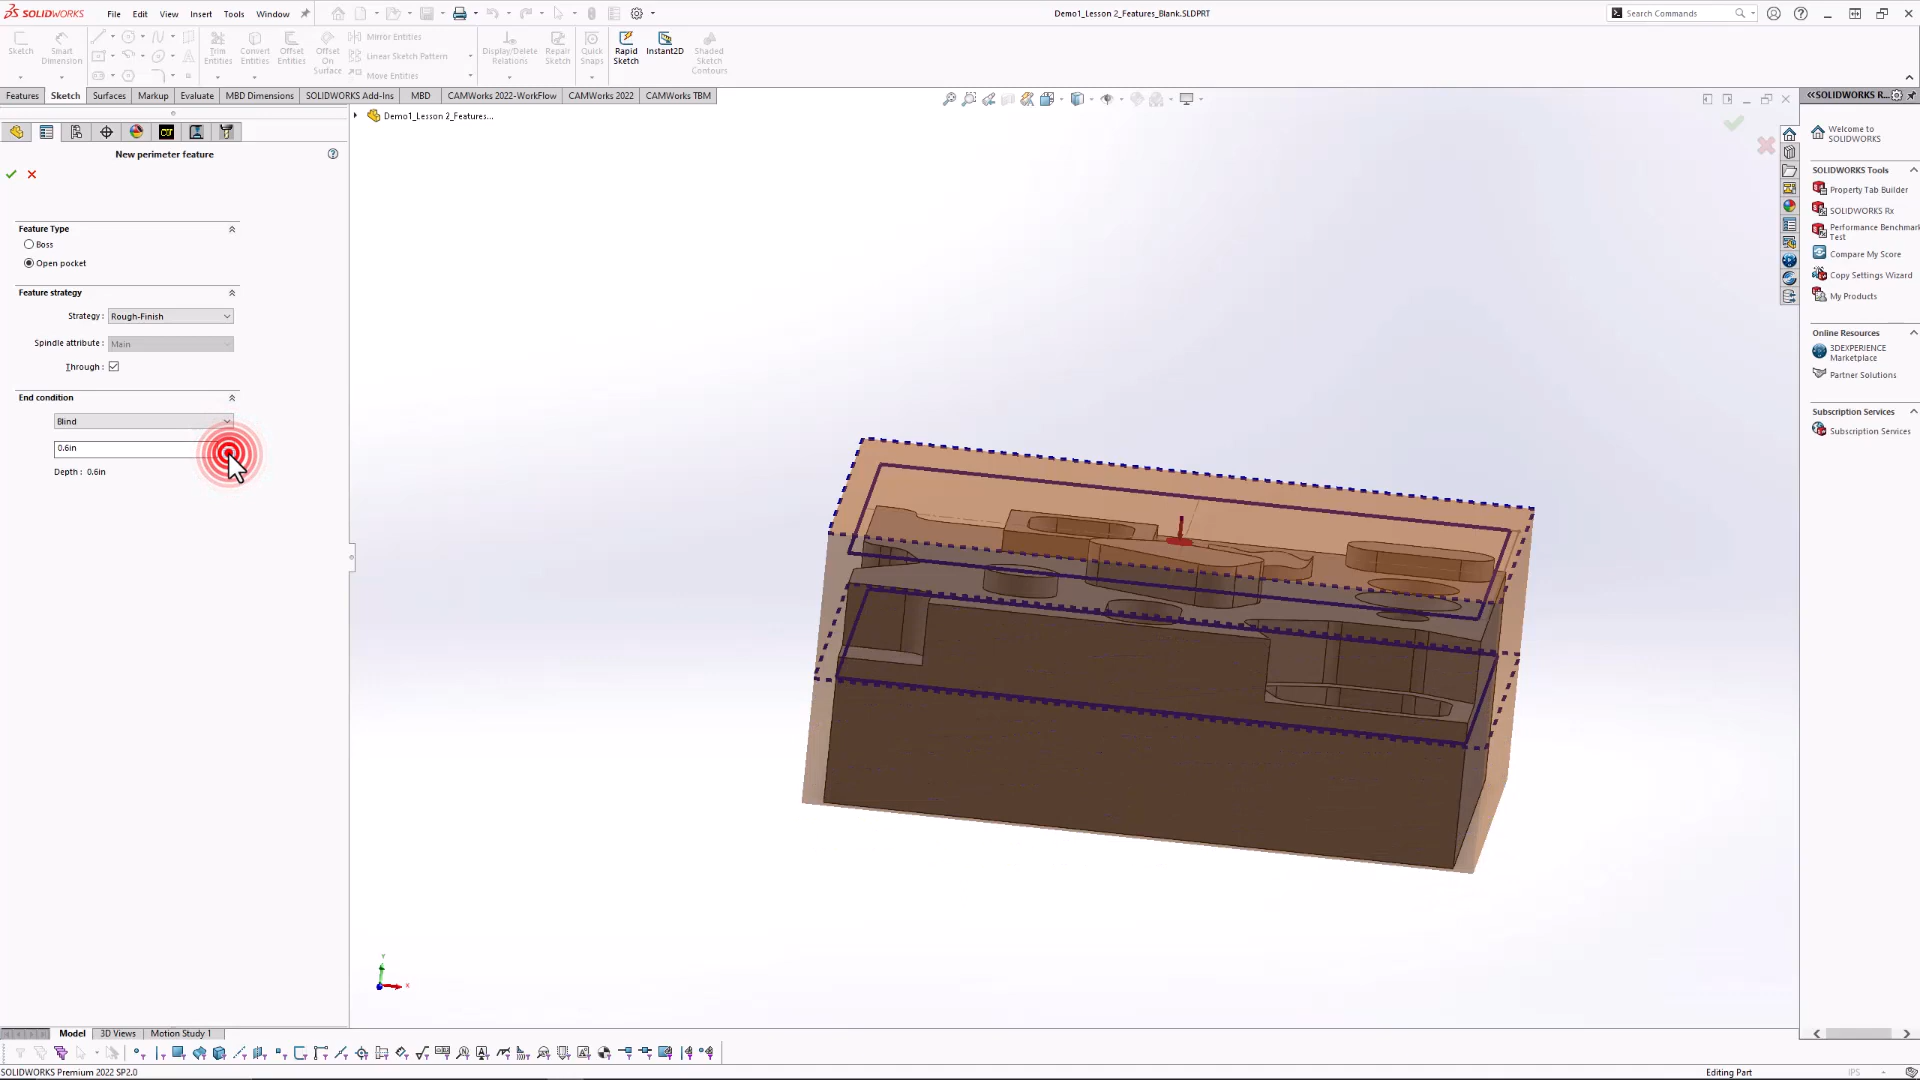 SOLIDWORKS File Edit View Insert Tools Window
Demo1_Lesson 2_Features_Blank.SLDPRT
Search Commands
Sketch Smart Dimension
Trim Entities Convert Entities Offset Entities Offset On Surface
Mirror Entities
Linear Sketch Pattern
Move Entities
Display/Delete Relations Repair Sketch Quick Snaps Rapid Sketch Instant2D Shaded Sketch Contours
Features Sketch Surfaces Markup Evaluate MBD Dimensions SOLIDWORKS Add-Ins MBD CAMWorks 2022-WorkFlow CAMWorks 2022 CAMWorks TBM
Demo1_Lesson 2_Features...
New perimeter feature
Feature Type
Boss
Open pocket
Feature strategy
Strategy : Rough-Finish
Spindle attribute : Main
Through :
End condition
Blind
0.6in
Depth : 0.6in
SOLIDWORKS R...
Welcome to SOLIDWORKS
SOLIDWORKS Tools
Property Tab Builder
SOLIDWORKS Rx
Performance Benchmark Test
Compare My Score
Copy Settings Wizard
My Products
Online Resources
3DEXPERIENCE Marketplace
Partner Solutions
Subscription Services
Subscription Services
Y
X
Model 3D Views Motion Study 1
SOLIDWORKS Premium 2022 SP2.0
Editing Part
IPS